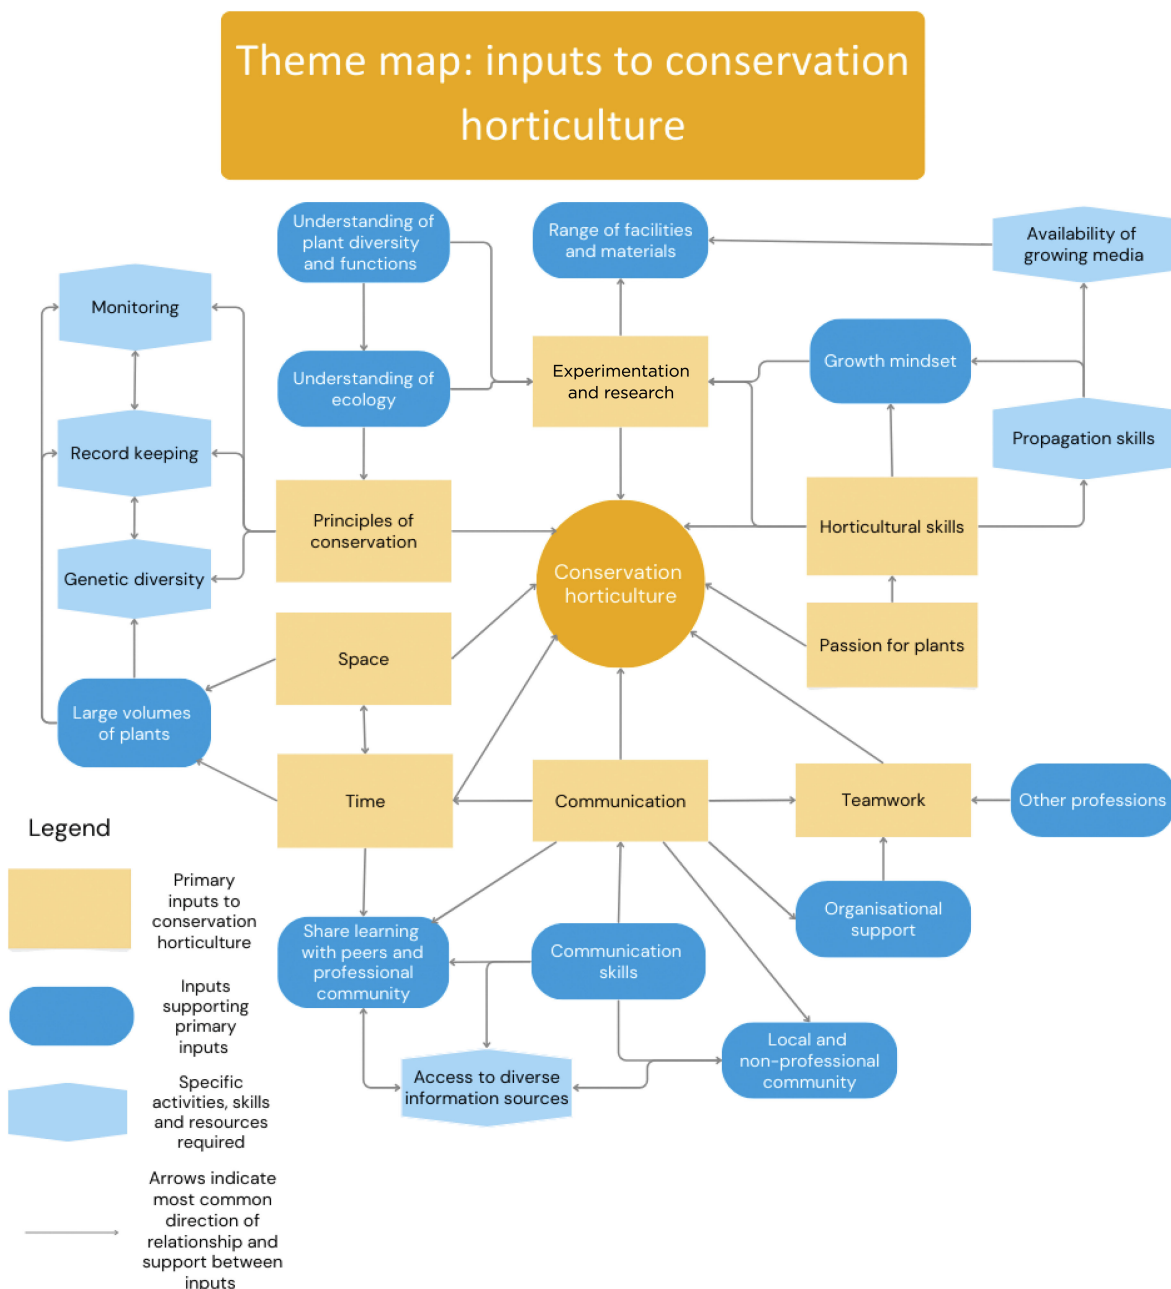 Theme map: inputs to conservation
horticulture
Understanding of
plant diversity
and functions
Range of facilities
and materials
Availability of
growing media
Monitoring
Understanding of
ecology
Experimentation
and research
Growth mindset
Record keeping
Propagation skills
Principles of
conservation
Horticultural skills
Genetic diversity
Conservation
horticulture
Space
Passion for plants
Large volumes
of plants
Time
Communication
Teamwork
Other professions
Legend
Primary
inputs to
conservation
horticulture
Share learning
with peers and
professional
community
Communication
skills
Organisational
support
Inputs
supporting
primary
inputs
Local and
non-professional
community
Access to diverse
information sources
Specific
activities, skills
and resources
required
Arrows indicate
most common
direction of
relationship and
support between
inputs